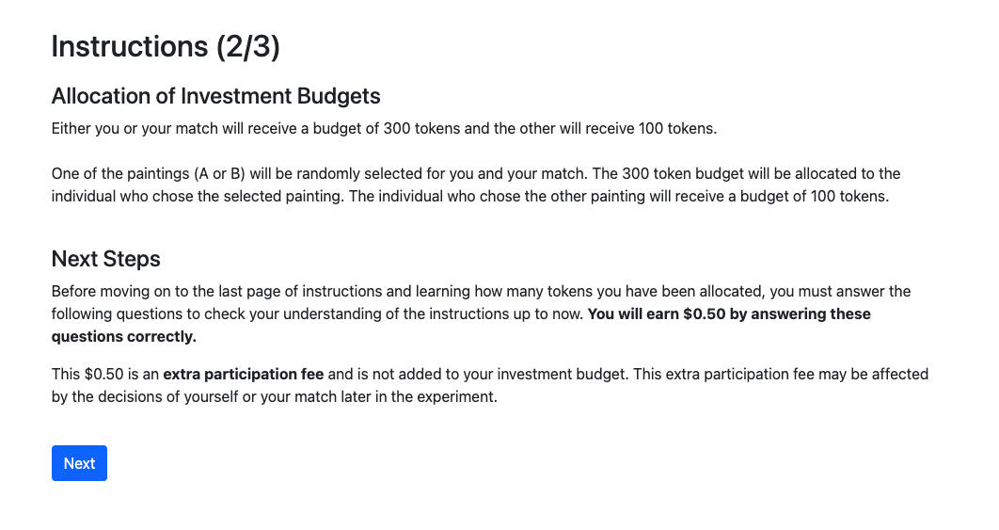 Instructions (2/3)
Allocation of Investment Budgets
Either you or your match will receive a budget of 300 tokens and the other will receive 100 tokens.
One of the paintings (A or B) will be randomly selected for you and your match. The 300 token budget will be allocated to the
individual who chose the selected painting. The individual who chose the other painting will receive a budget of 100 tokens.
Next Steps
Before moving on to the last page of instructions and learning how many tokens you have been allocated, you must answer the
following questions to check your understanding of the instructions up to now. You will earn $0.50 by answering these
questions correctly.
This $0.50 is an extra participation fee and is not added to your investment budget. This extra participation fee may be affected
by the decisions of yourself or your match later in the experiment.
Next